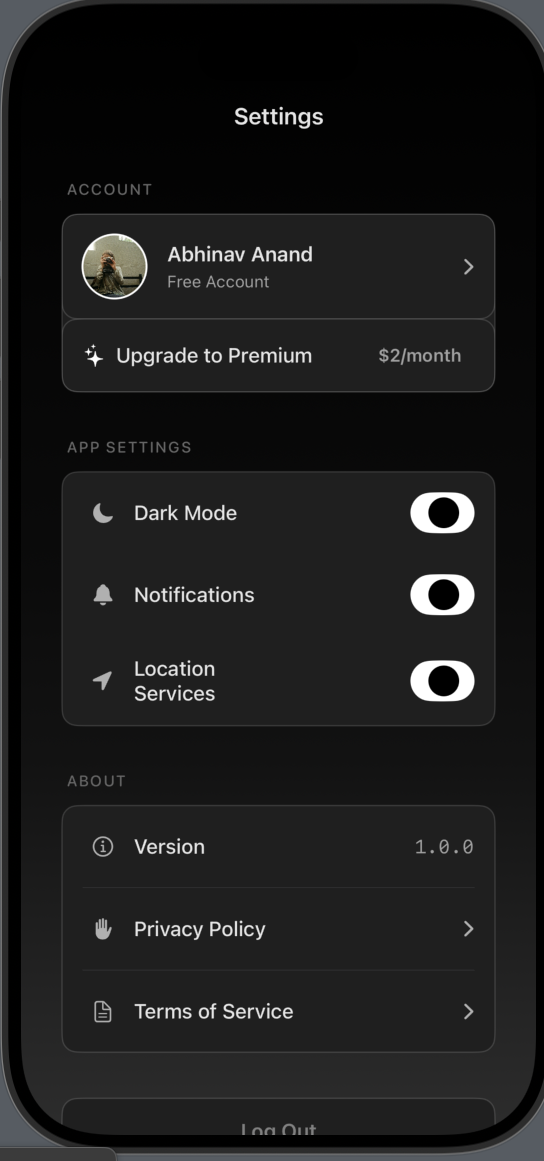 Settings
ACCOUNT
Abhinav Anand
Free Account
Upgrade to Premium $2/month
APP SETTINGS
Dark Mode
Notifications
Location
Services
ABOUT
Version 1.0.0
Privacy Policy
Terms of Service
Log Out